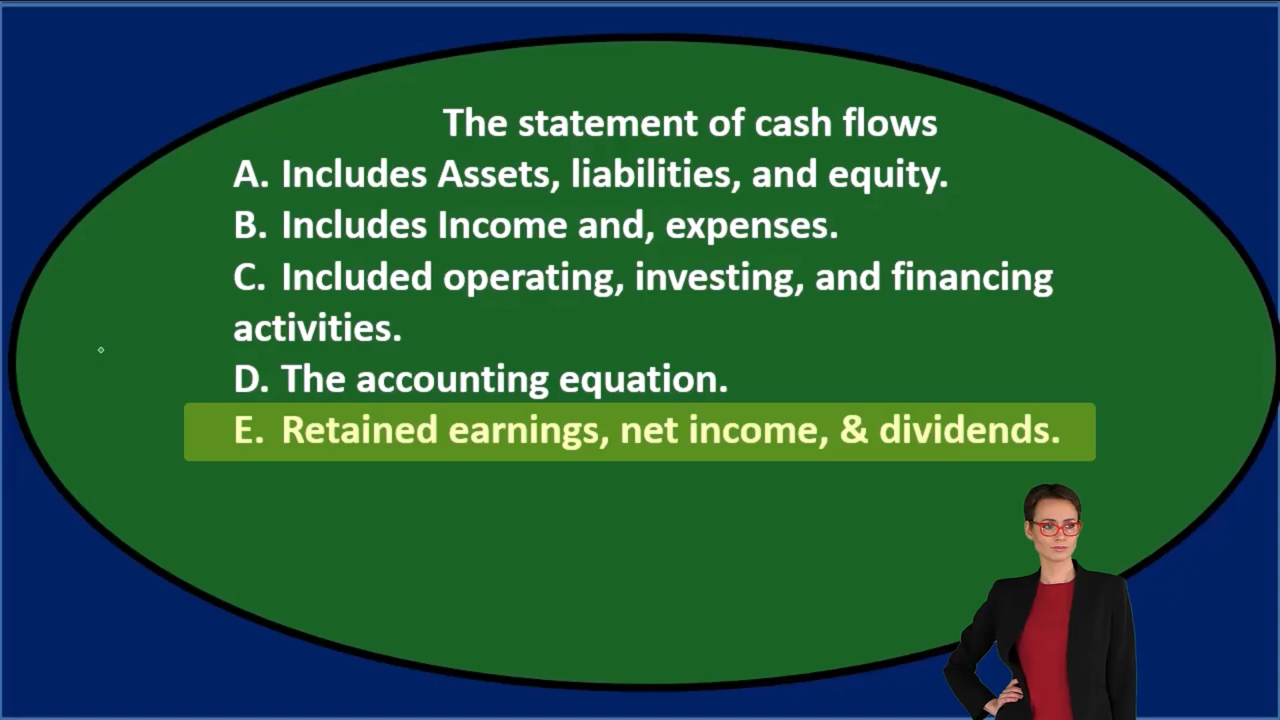 The statement of cash flows
A. Includes Assets, liabilities, and equity.
B. Includes Income and, expenses.
C. Included operating, investing, and financing
activities.
D. The accounting equation.
E. Retained earnings, net income, & dividends.